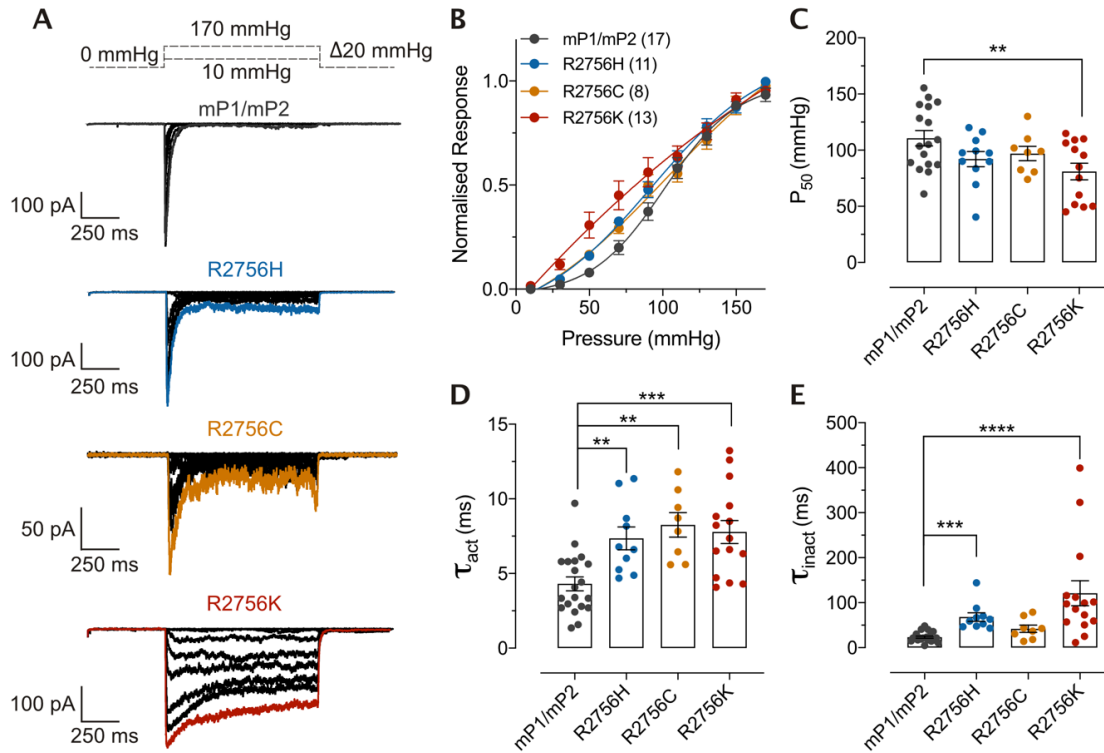 A
170 mmHg
0 mmHg
Δ20 mmHg
10 mmHg
mP1/mP2
100 pA
250 ms
R2756H
100 pA
250 ms
R2756C
50 pA
250 ms
R2756K
100 pA
250 ms
B
mP1/mP2 (17)
R2756H (11)
R2756C (8)
R2756K (13)
Normalised Response
1.0
0.5
0.0
0
50
100
150
Pressure (mmHg)
C
**
P50 (mmHg)
200
150
100
50
0
mP1/mP2
R2756H
R2756C
R2756K
D
***
**
**
τact (ms)
15
10
5
0
mP1/mP2
R2756H
R2756C
R2756K
E
****
***
τinact (ms)
500
400
300
200
100
0
mP1/mP2
R2756H
R2756C
R2756K